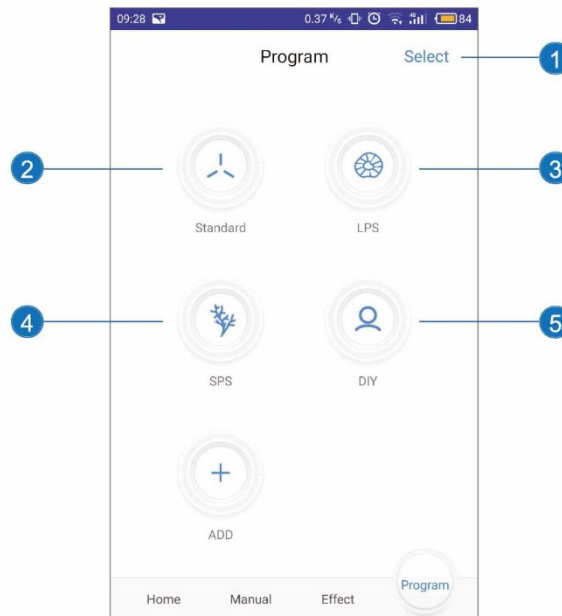 09:28 0.37 K/s 4G 84
Program Select
1
2
3
Standard LPS
4
5
SPS DIY
ADD
Home Manual Effect Program